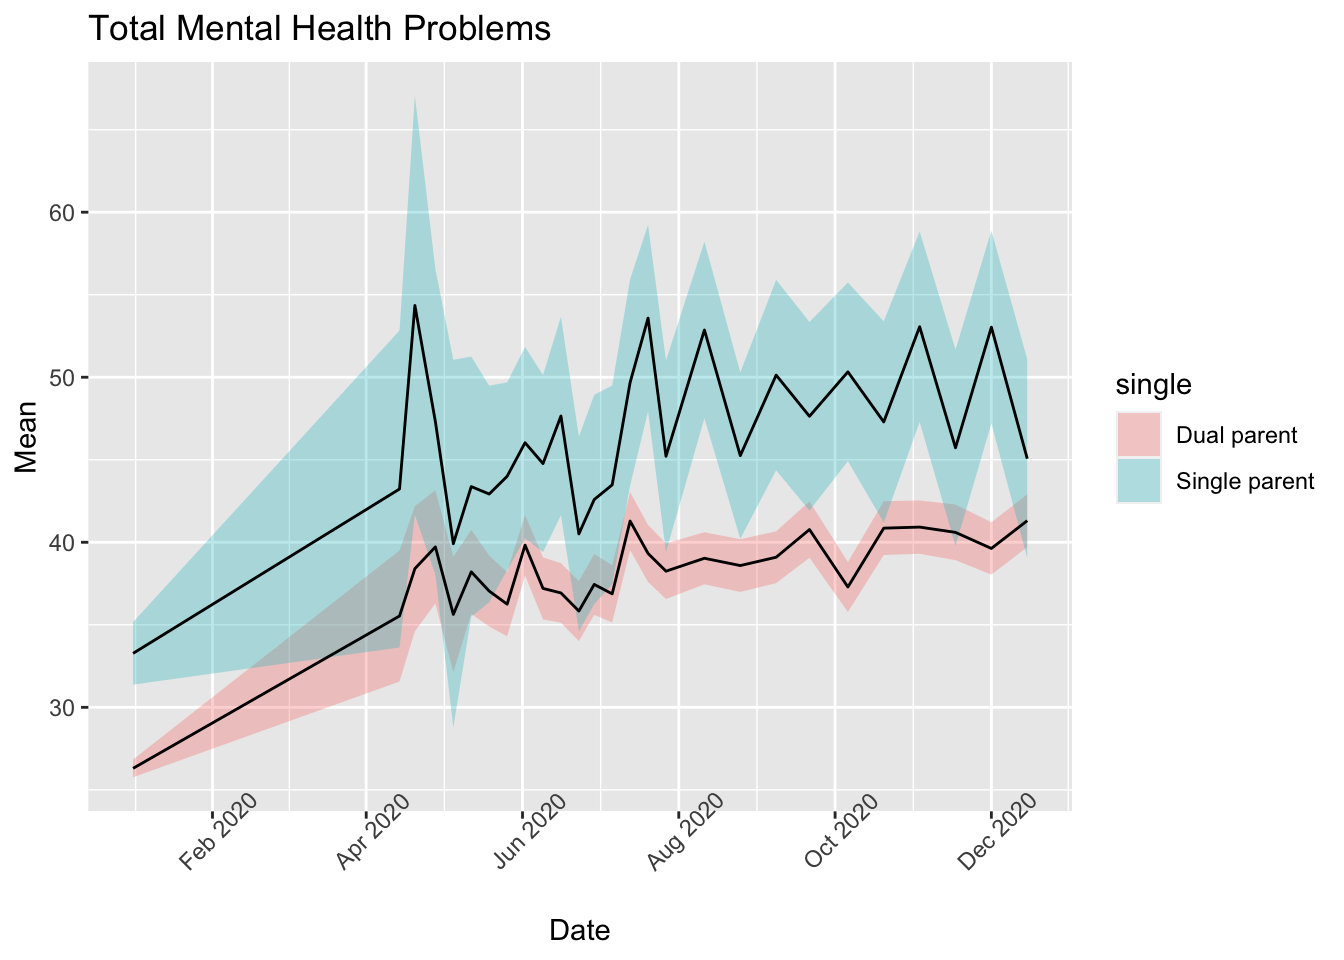 Total Mental Health Problems
Mean
60
50
40
30
Feb 2020
Apr 2020
Jun 2020
Aug 2020
Oct 2020
Dec 2020
Date
single
Dual parent
Single parent